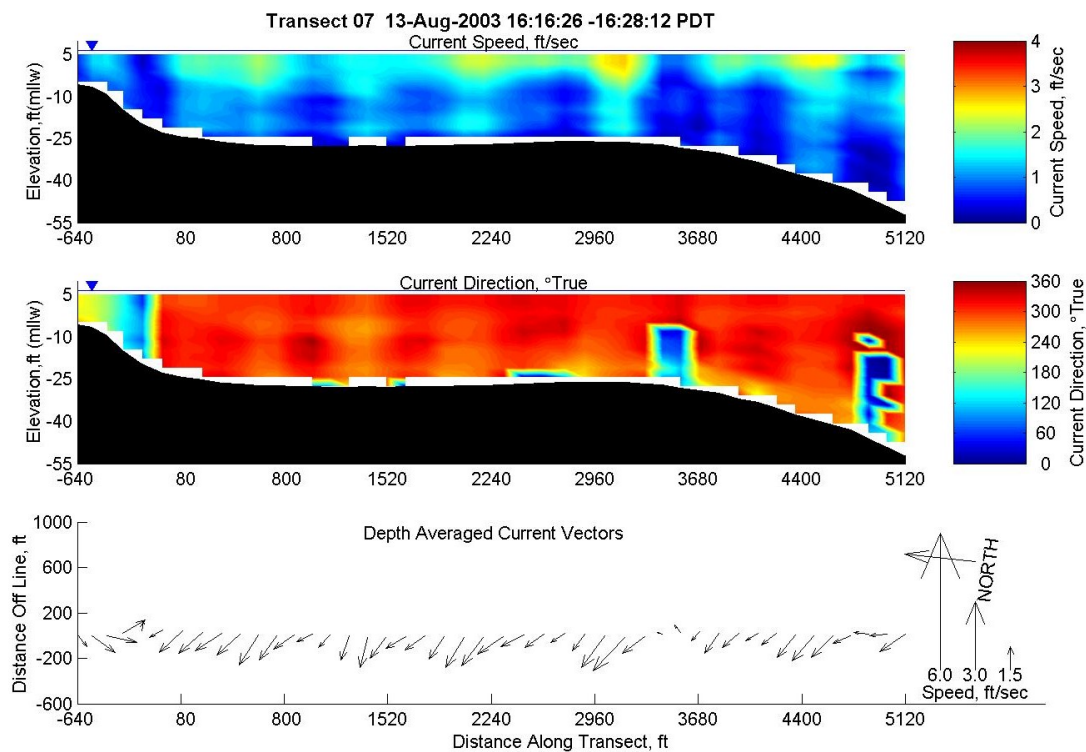 Transect 07 13-Aug-2003 16:16:26 -16:28:12 PDT
Current Speed, ft/sec
Elevation,ft(mllw)
5
-10
-25
-40
-55
-640 80 800 1520 2240 2960 3680 4400 5120
4
3
2
1
0
Current Speed, ft/sec
Current Direction, °True
Elevation,ft (mllw)
5
-10
-25
-40
-55
-640 80 800 1520 2240 2960 3680 4400 5120
360
300
240
180
120
60
0
Current Direction, °True
Depth Averaged Current Vectors
Distance Off Line, ft
1000
600
200
-200
-600
-640 80 800 1520 2240 2960 3680 4400 5120
Distance Along Transect, ft
NORTH
6.0 3.0 1.5
Speed, ft/sec